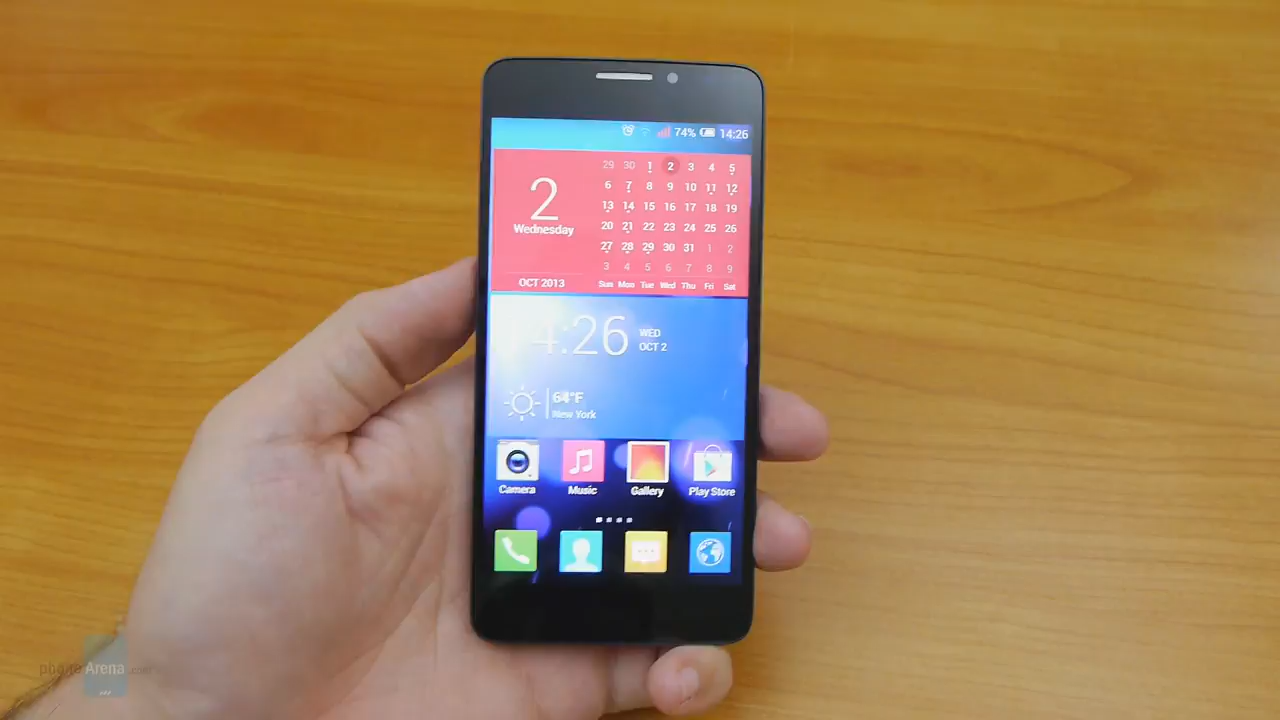 74% 14:26
29 30 1 2 3 4 5
2 6 7 8 9 10 11 12
13 14 15 16 17 18 19
Wednesday 20 21 22 23 24 25 26
27 28 29 30 31 1 2
3 4 5 6 7 8 9
OCT 2013 Sun Mon Tue Wed Thu Fri Sat
4:26 WED
OCT 2
64°F
New York
Camera Music Gallery Play Store
phoneArena.com